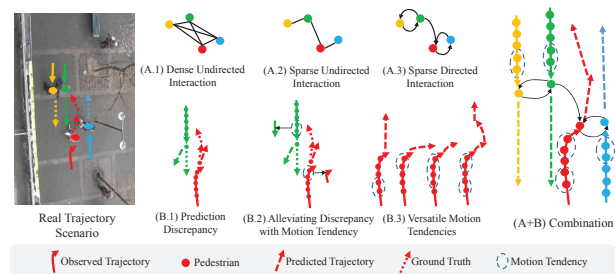 (A.1) Dense Undirected
Interaction
(A.2) Sparse Undirected
Interaction
(A.3) Sparse Directed
Interaction
Real Trajectory
Scenario
(B.1) Prediction
Discrepancy
(B.2) Alleviating Discrepancy
with Motion Tendency
(B.3) Versatile Motion
Tendencies
(A+B) Combination
Observed Trajectory
Pedestrian
Predicted Trajectory
Ground Truth
Motion Tendency